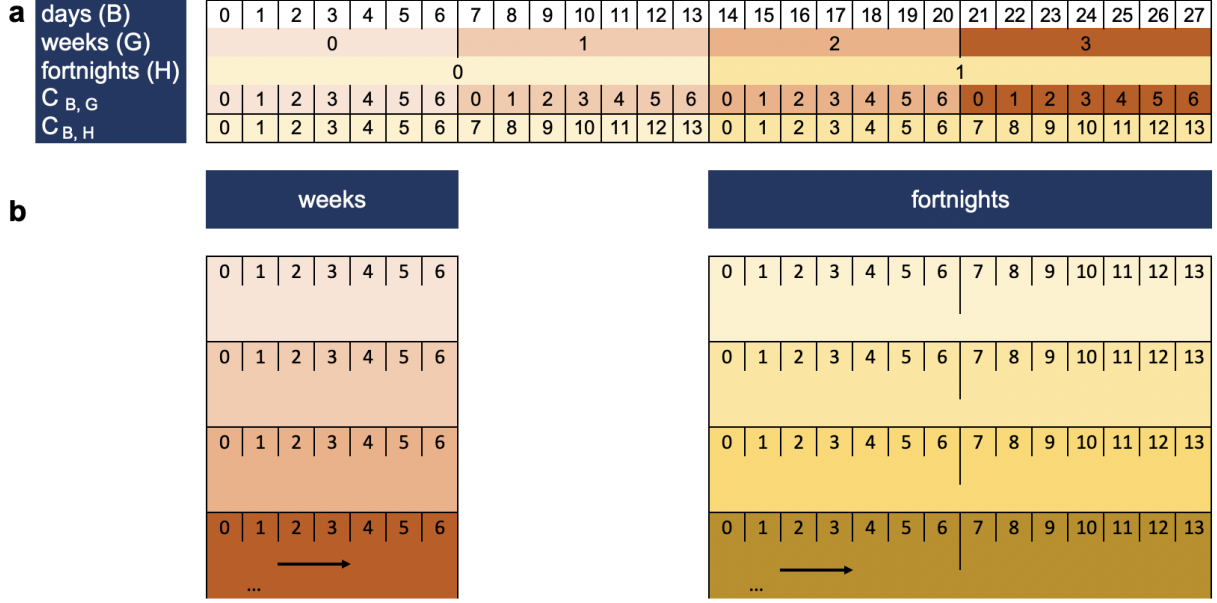 a days (B) 0 1 2 3 4 5 6 7 8 9 10 11 12 13 14 15 16 17 18 19 20 21 22 23 24 25 26 27
weeks (G) 0 1 2 3
fortnights (H) 0 1
C B, G 0 1 2 3 4 5 6 0 1 2 3 4 5 6 0 1 2 3 4 5 6 0 1 2 3 4 5 6
C B, H 0 1 2 3 4 5 6 7 8 9 10 11 12 13 0 1 2 3 4 5 6 7 8 9 10 11 12 13
b weeks fortnights
0 1 2 3 4 5 6 0 1 2 3 4 5 6 7 8 9 10 11 12 13
0 1 2 3 4 5 6 0 1 2 3 4 5 6 7 8 9 10 11 12 13
0 1 2 3 4 5 6 0 1 2 3 4 5 6 7 8 9 10 11 12 13
0 1 2 3 4 5 6 0 1 2 3 4 5 6 7 8 9 10 11 12 13
... ...